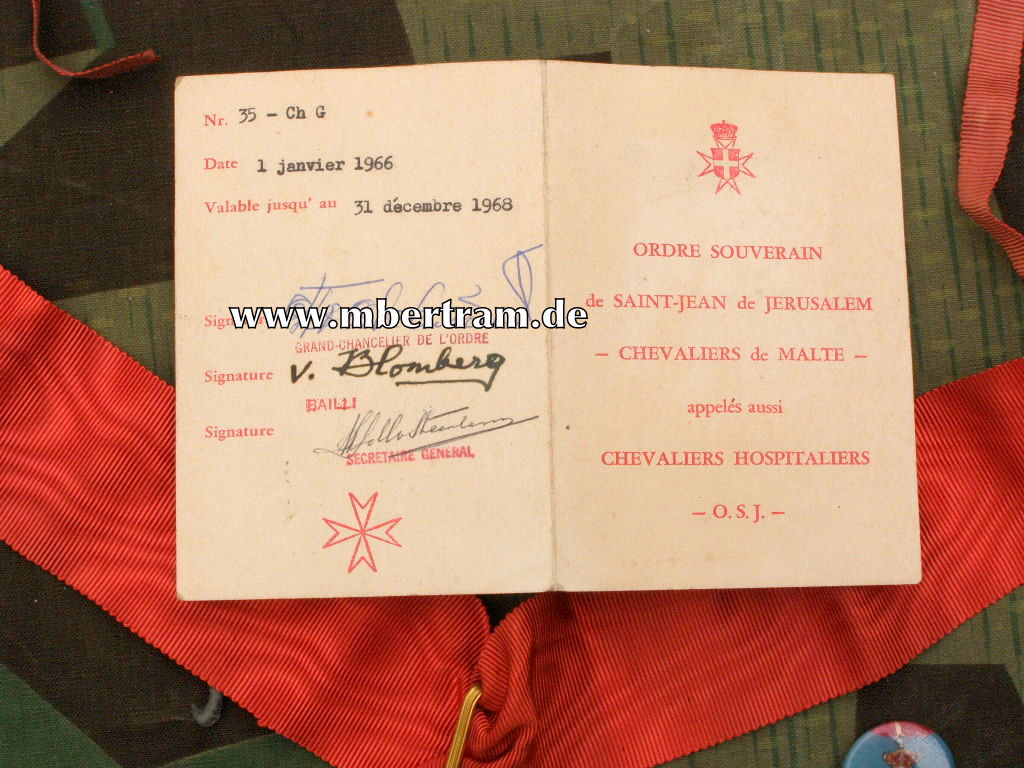 Nr. 35 - Ch G
Date 1 janvier 1966
Valable jusqu' au 31 décembre 1968
www.mbertram.de
GRAND-CHANCELIER DE L'ORDRE
Signature v. Blomberg
BAILLI
Signature
SECRETAIRE GENERAL
ORDRE SOUVERAIN
de SAINT-JEAN de JERUSALEM
— CHEVALIERS de MALTE —
appelés aussi
CHEVALIERS HOSPITALIERS
— O. S. J. —